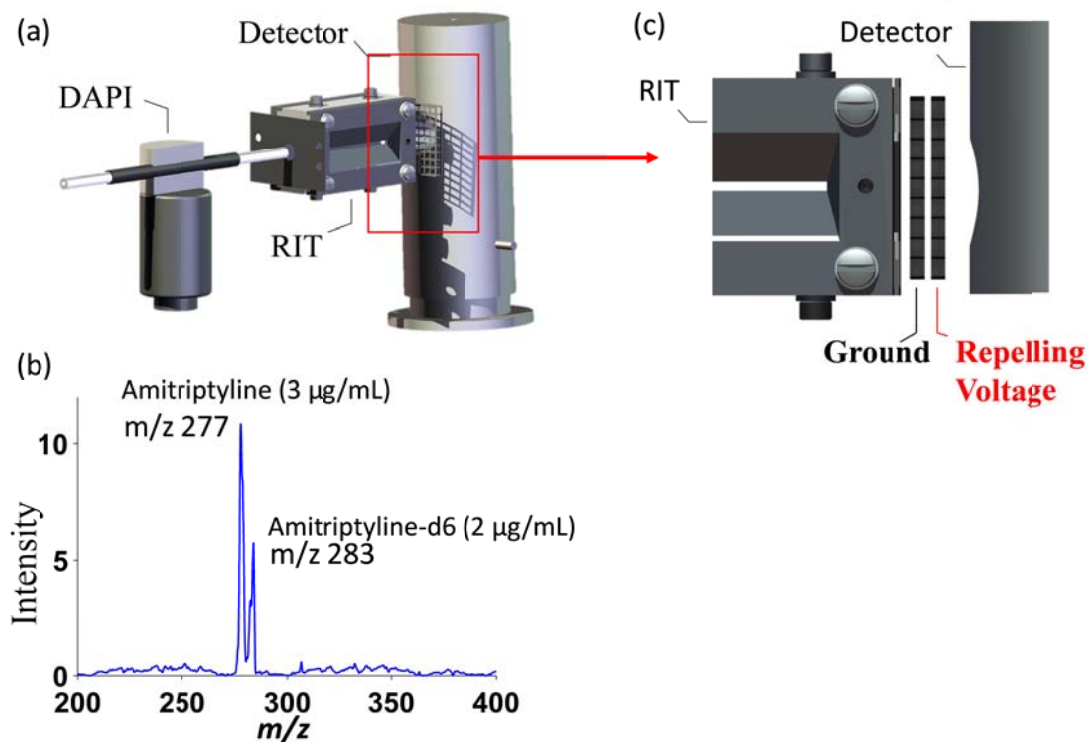 (a)
Detector
DAPI
RIT
(c)
Detector
RIT
Ground
Repelling
Voltage
(b)
Amitriptyline (3 µg/mL)
m/z 277
Amitriptyline-d6 (2 µg/mL)
m/z 283
Intensity
10
5
0
200 250 300 350 400
m/z